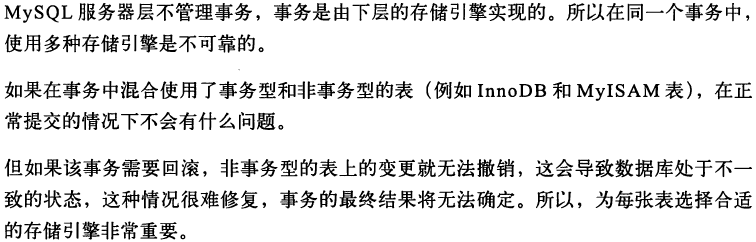 MySQL 服务器层不管理事务，事务是由下层的存储引擎实现的。所以在同一个事务中，
使用多种存储引擎是不可靠的。
如果在事务中混合使用了事务型和非事务型的表（例如 InnoDB 和 MyISAM 表），在正
常提交的情况下不会有什么问题。
但如果该事务需要回滚，非事务型的表上的变更就无法撤销，这会导致数据库处于不一
致的状态，这种情况很难修复，事务的最终结果将无法确定。所以，为每张表选择合适
的存储引擎非常重要。